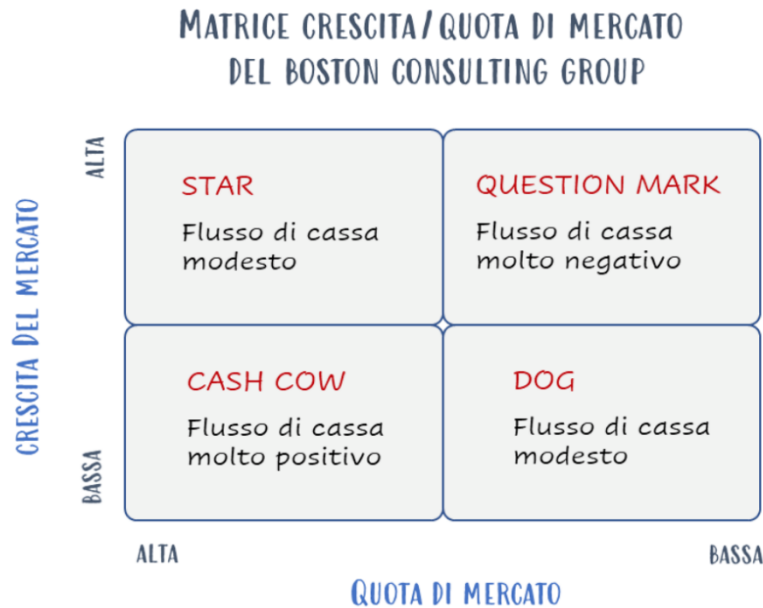 MATRICE CRESCITA/QUOTA DI MERCATO
DEL BOSTON CONSULTING GROUP
ALTA
STAR
Flusso di cassa
modesto
QUESTION MARK
Flusso di cassa
molto negativo
CRESCITA DEL MERCATO
CASH COW
Flusso di cassa
molto positivo
DOG
Flusso di cassa
modesto
BASSA
ALTA
BASSA
QUOTA DI MERCATO